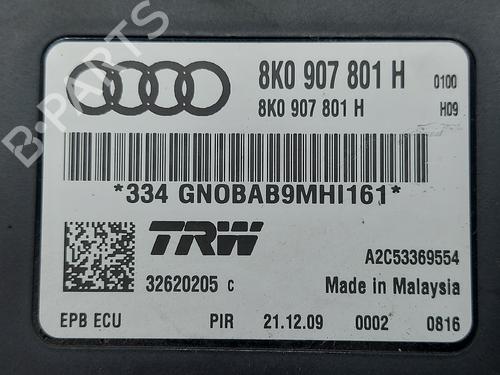 B-PARTS
8K0 907 801 H 0100
8K0 907 801 H H09
*334 GNOBAB9MHI161*
TRW
A2C53369554
32620205 C Made in Malaysia
EPB ECU PIR 21.12.09 0002 0816